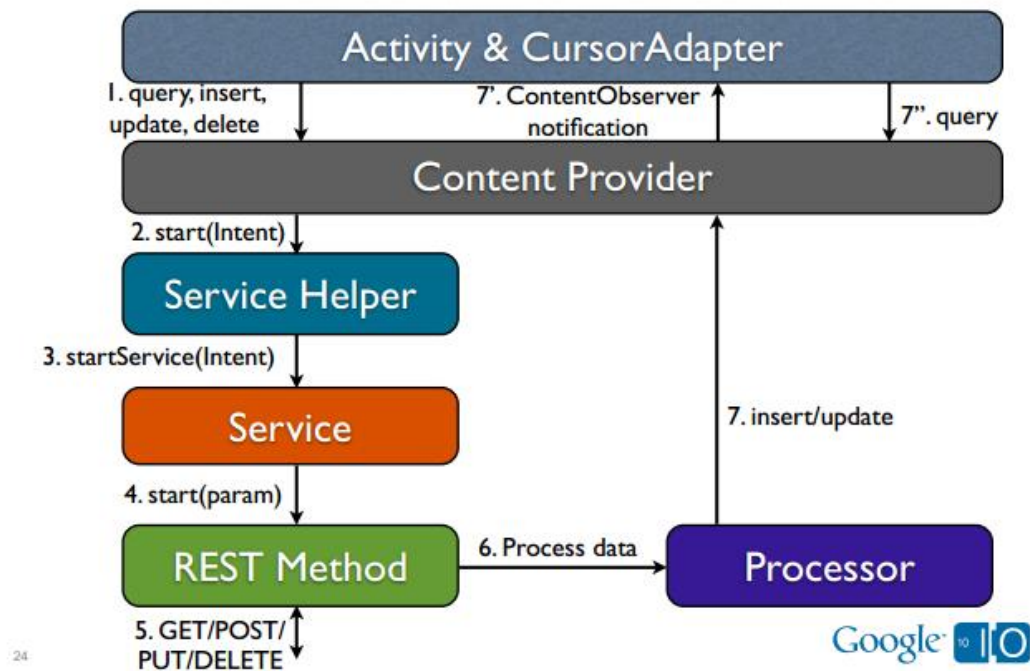 Activity & CursorAdapter
1. query, insert,
update, delete
7’. ContentObserver
notification
7”. query
Content Provider
2. start(Intent)
Service Helper
3. startService(Intent)
Service
7. insert/update
4. start(param)
REST Method
6. Process data
Processor
5. GET/POST/
PUT/DELETE
24
Google 10 IO